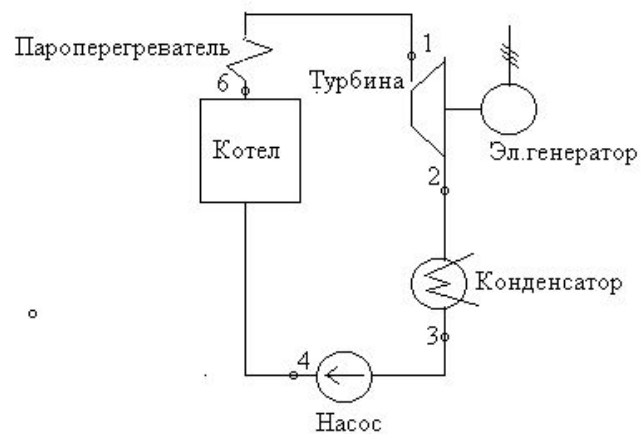 Пароперегреватель
1
6
Турбина
Котел
Эл.генератор
2
Конденсатор
3
4
Насос